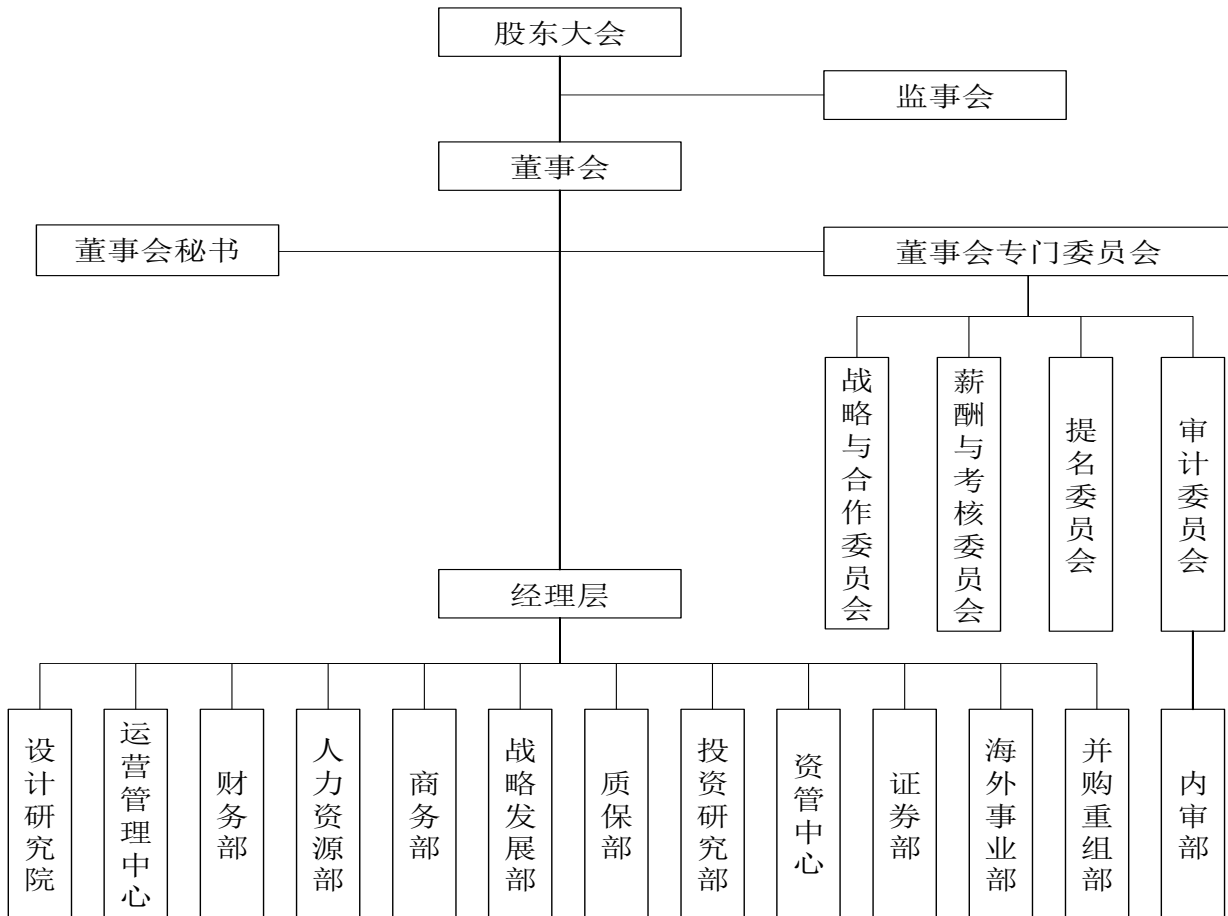 股东大会
监事会
董事会
董事会秘书
董事会专门委员会
战略与合作委员会
薪酬与考核委员会
提名委员会
审计委员会
经理层
设计研究院
运营管理中心
财务部
人力资源部
商务部
战略发展部
质保部
投资研究部
资管中心
证券部
海外事业部
并购重组部
内审部